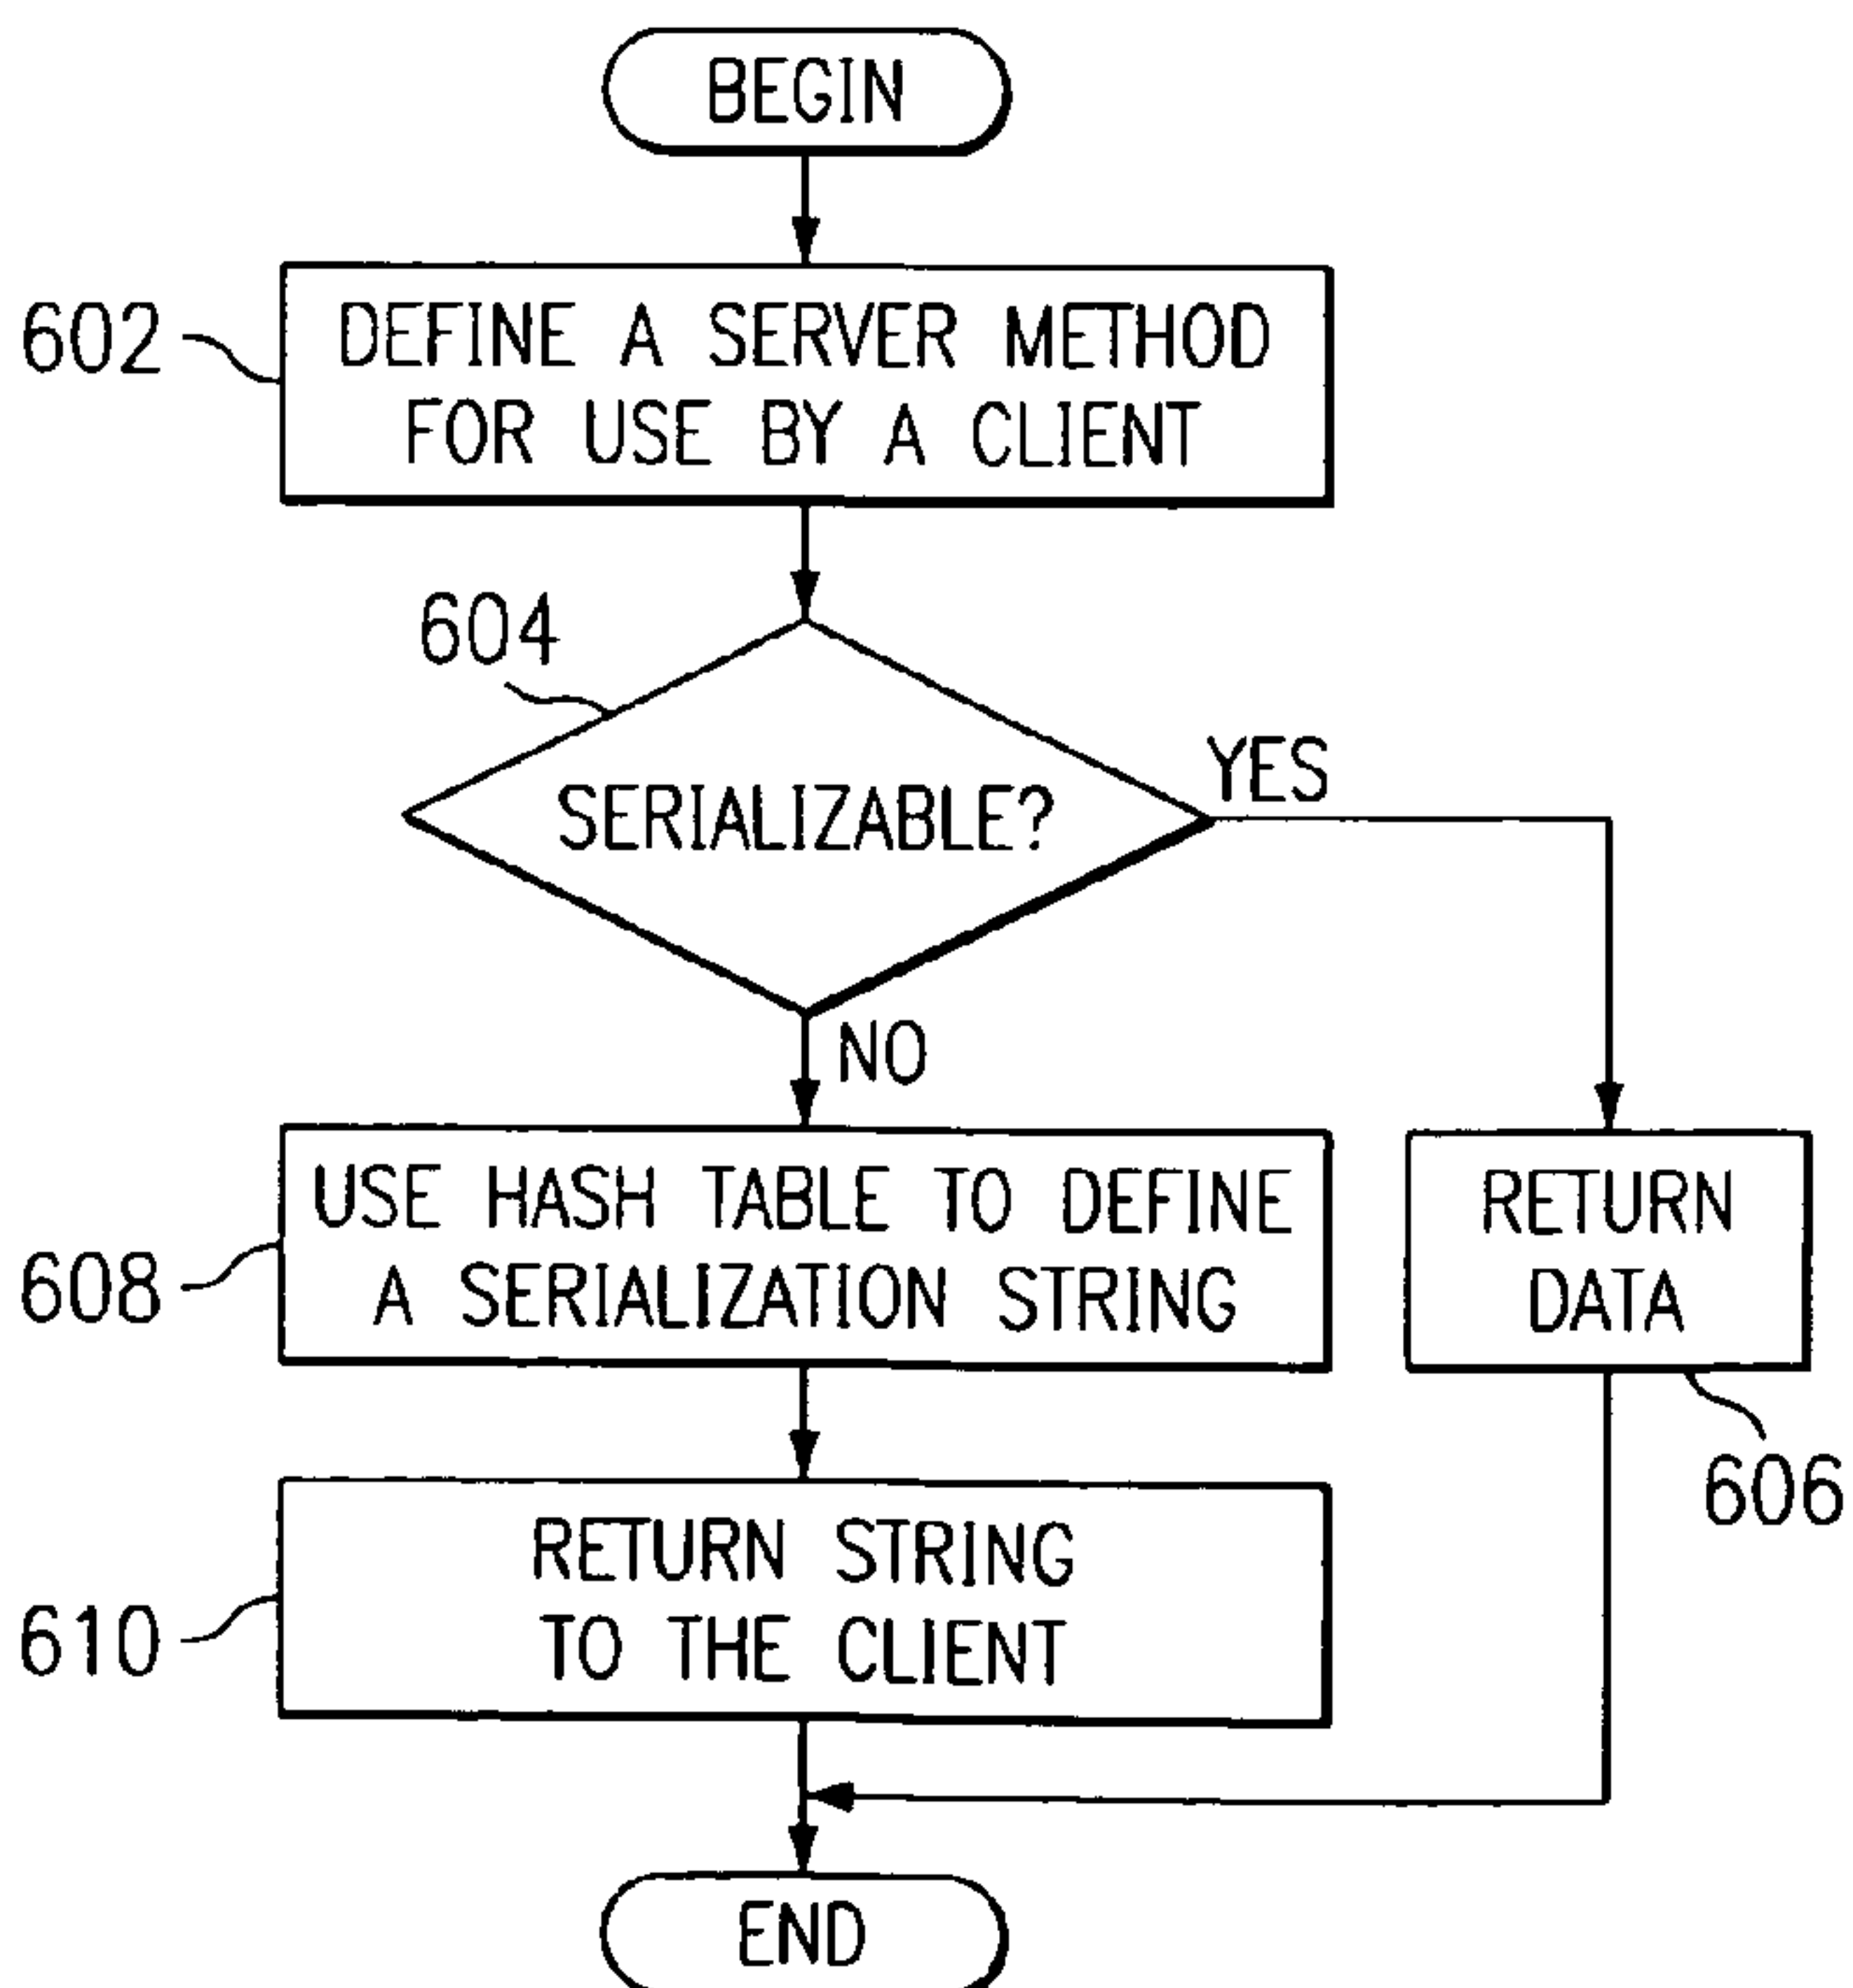 BEGIN
602
DEFINE A SERVER METHOD
FOR USE BY A CLIENT
604
SERIALIZABLE?
YES
NO
608
USE HASH TABLE TO DEFINE
A SERIALIZATION STRING
RETURN
DATA
606
610
RETURN STRING
TO THE CLIENT
END